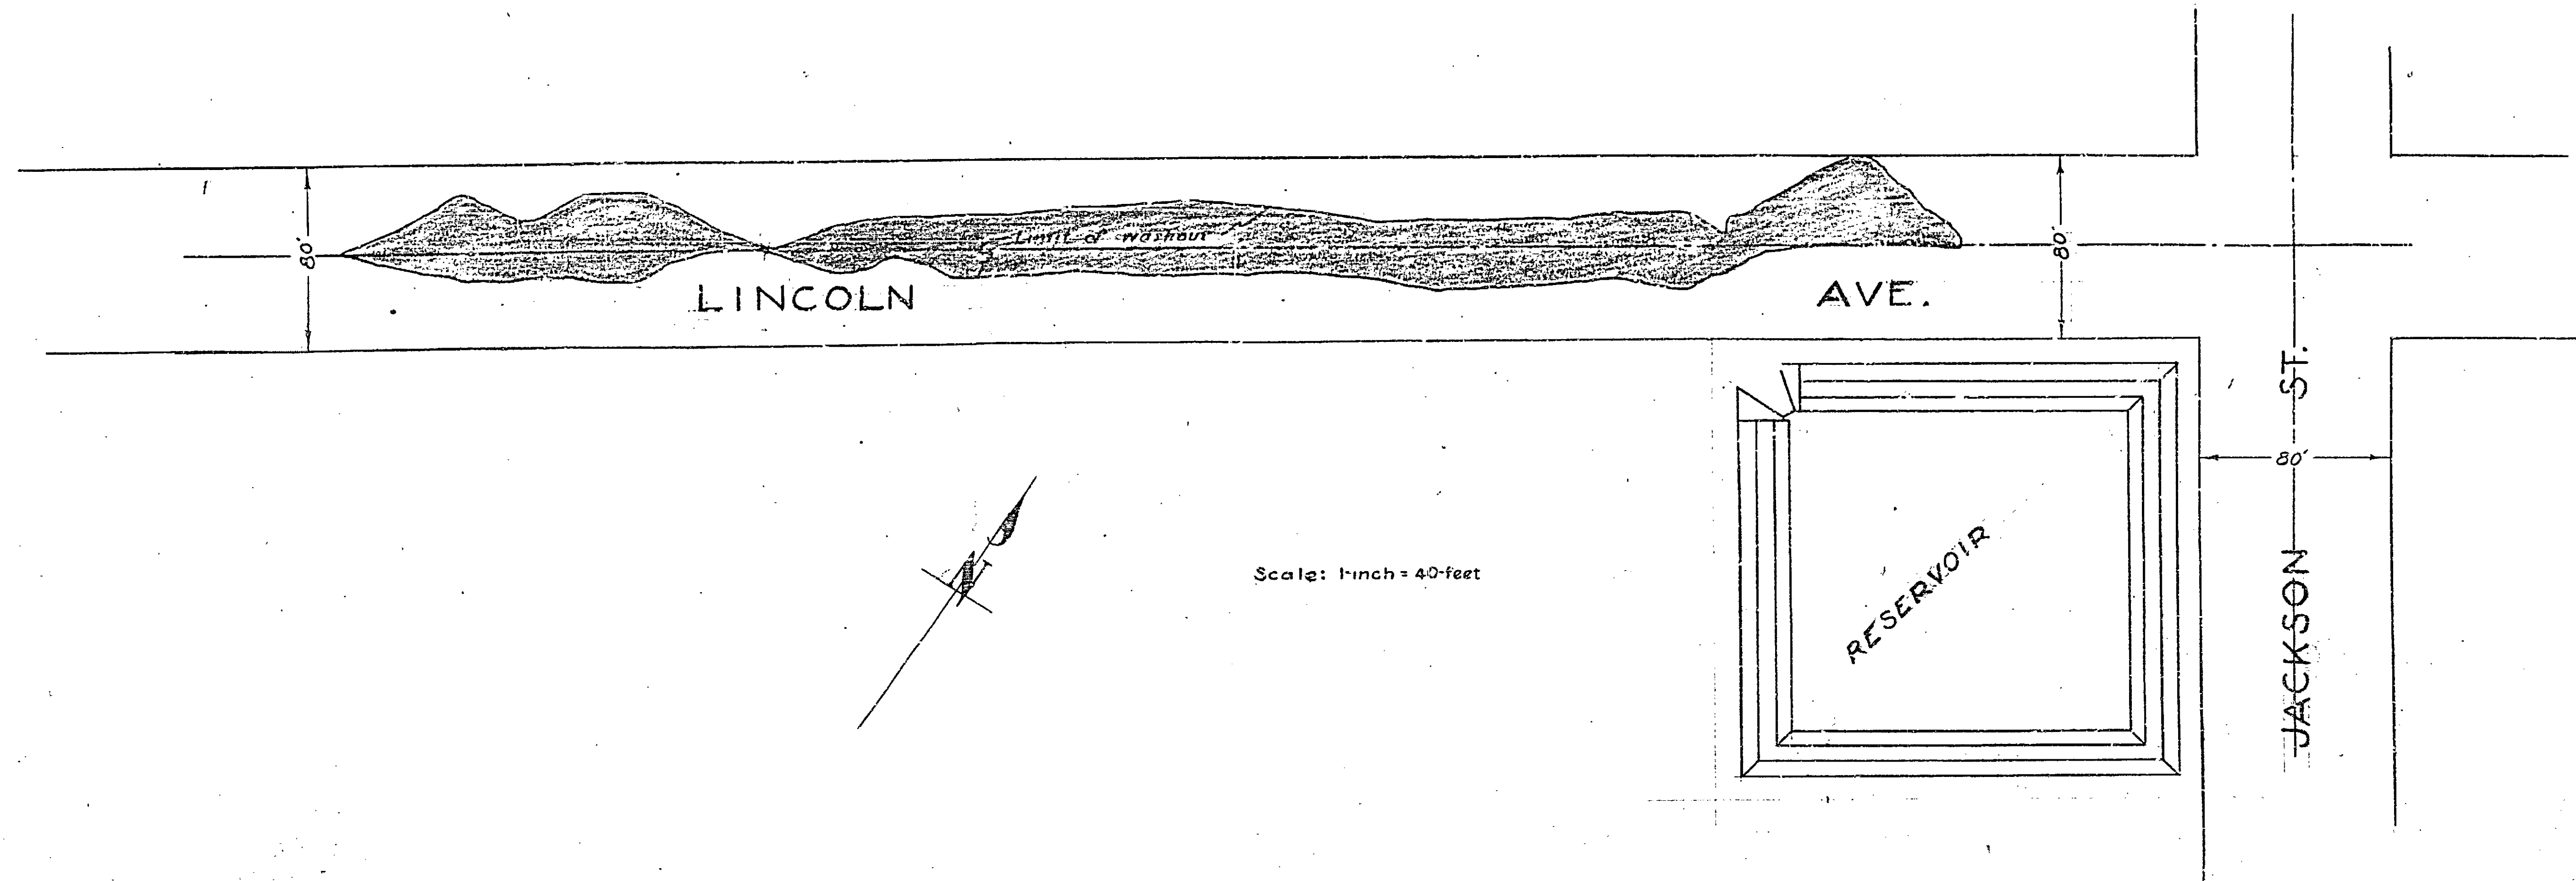 80'
Limit of washout
80'
LINCOLN AVE.
N
Scale: 1-inch = 40-feet
RESERVOIR
80'
JACKSON ST.